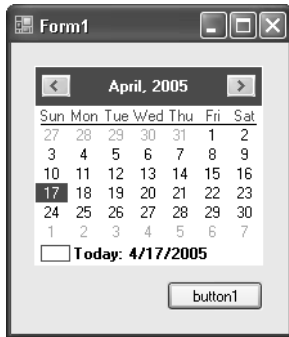 Form1
April, 2005
Sun Mon Tue Wed Thu Fri Sat
27 28 29 30 31 1 2
3 4 5 6 7 8 9
10 11 12 13 14 15 16
17 18 19 20 21 22 23
24 25 26 27 28 29 30
1 2 3 4 5 6 7
Today: 4/17/2005
button1